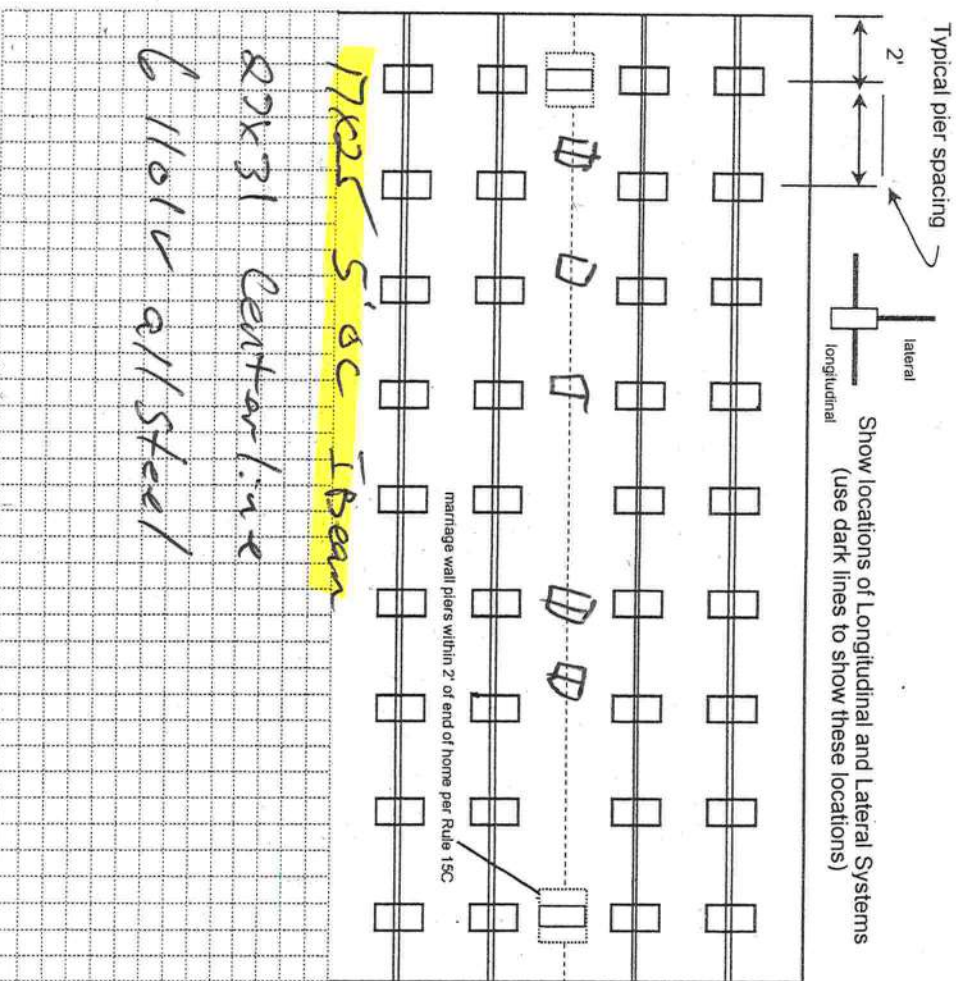 Typical pier spacing
2'
lateral
longitudinal
Show locations of Longitudinal and Lateral Systems
(use dark lines to show these locations)
marriage wall piers within 2' of end of home per Rule 15C
17x25 5' oc I Beam
27x31 Centerline
6 110lv all Steel